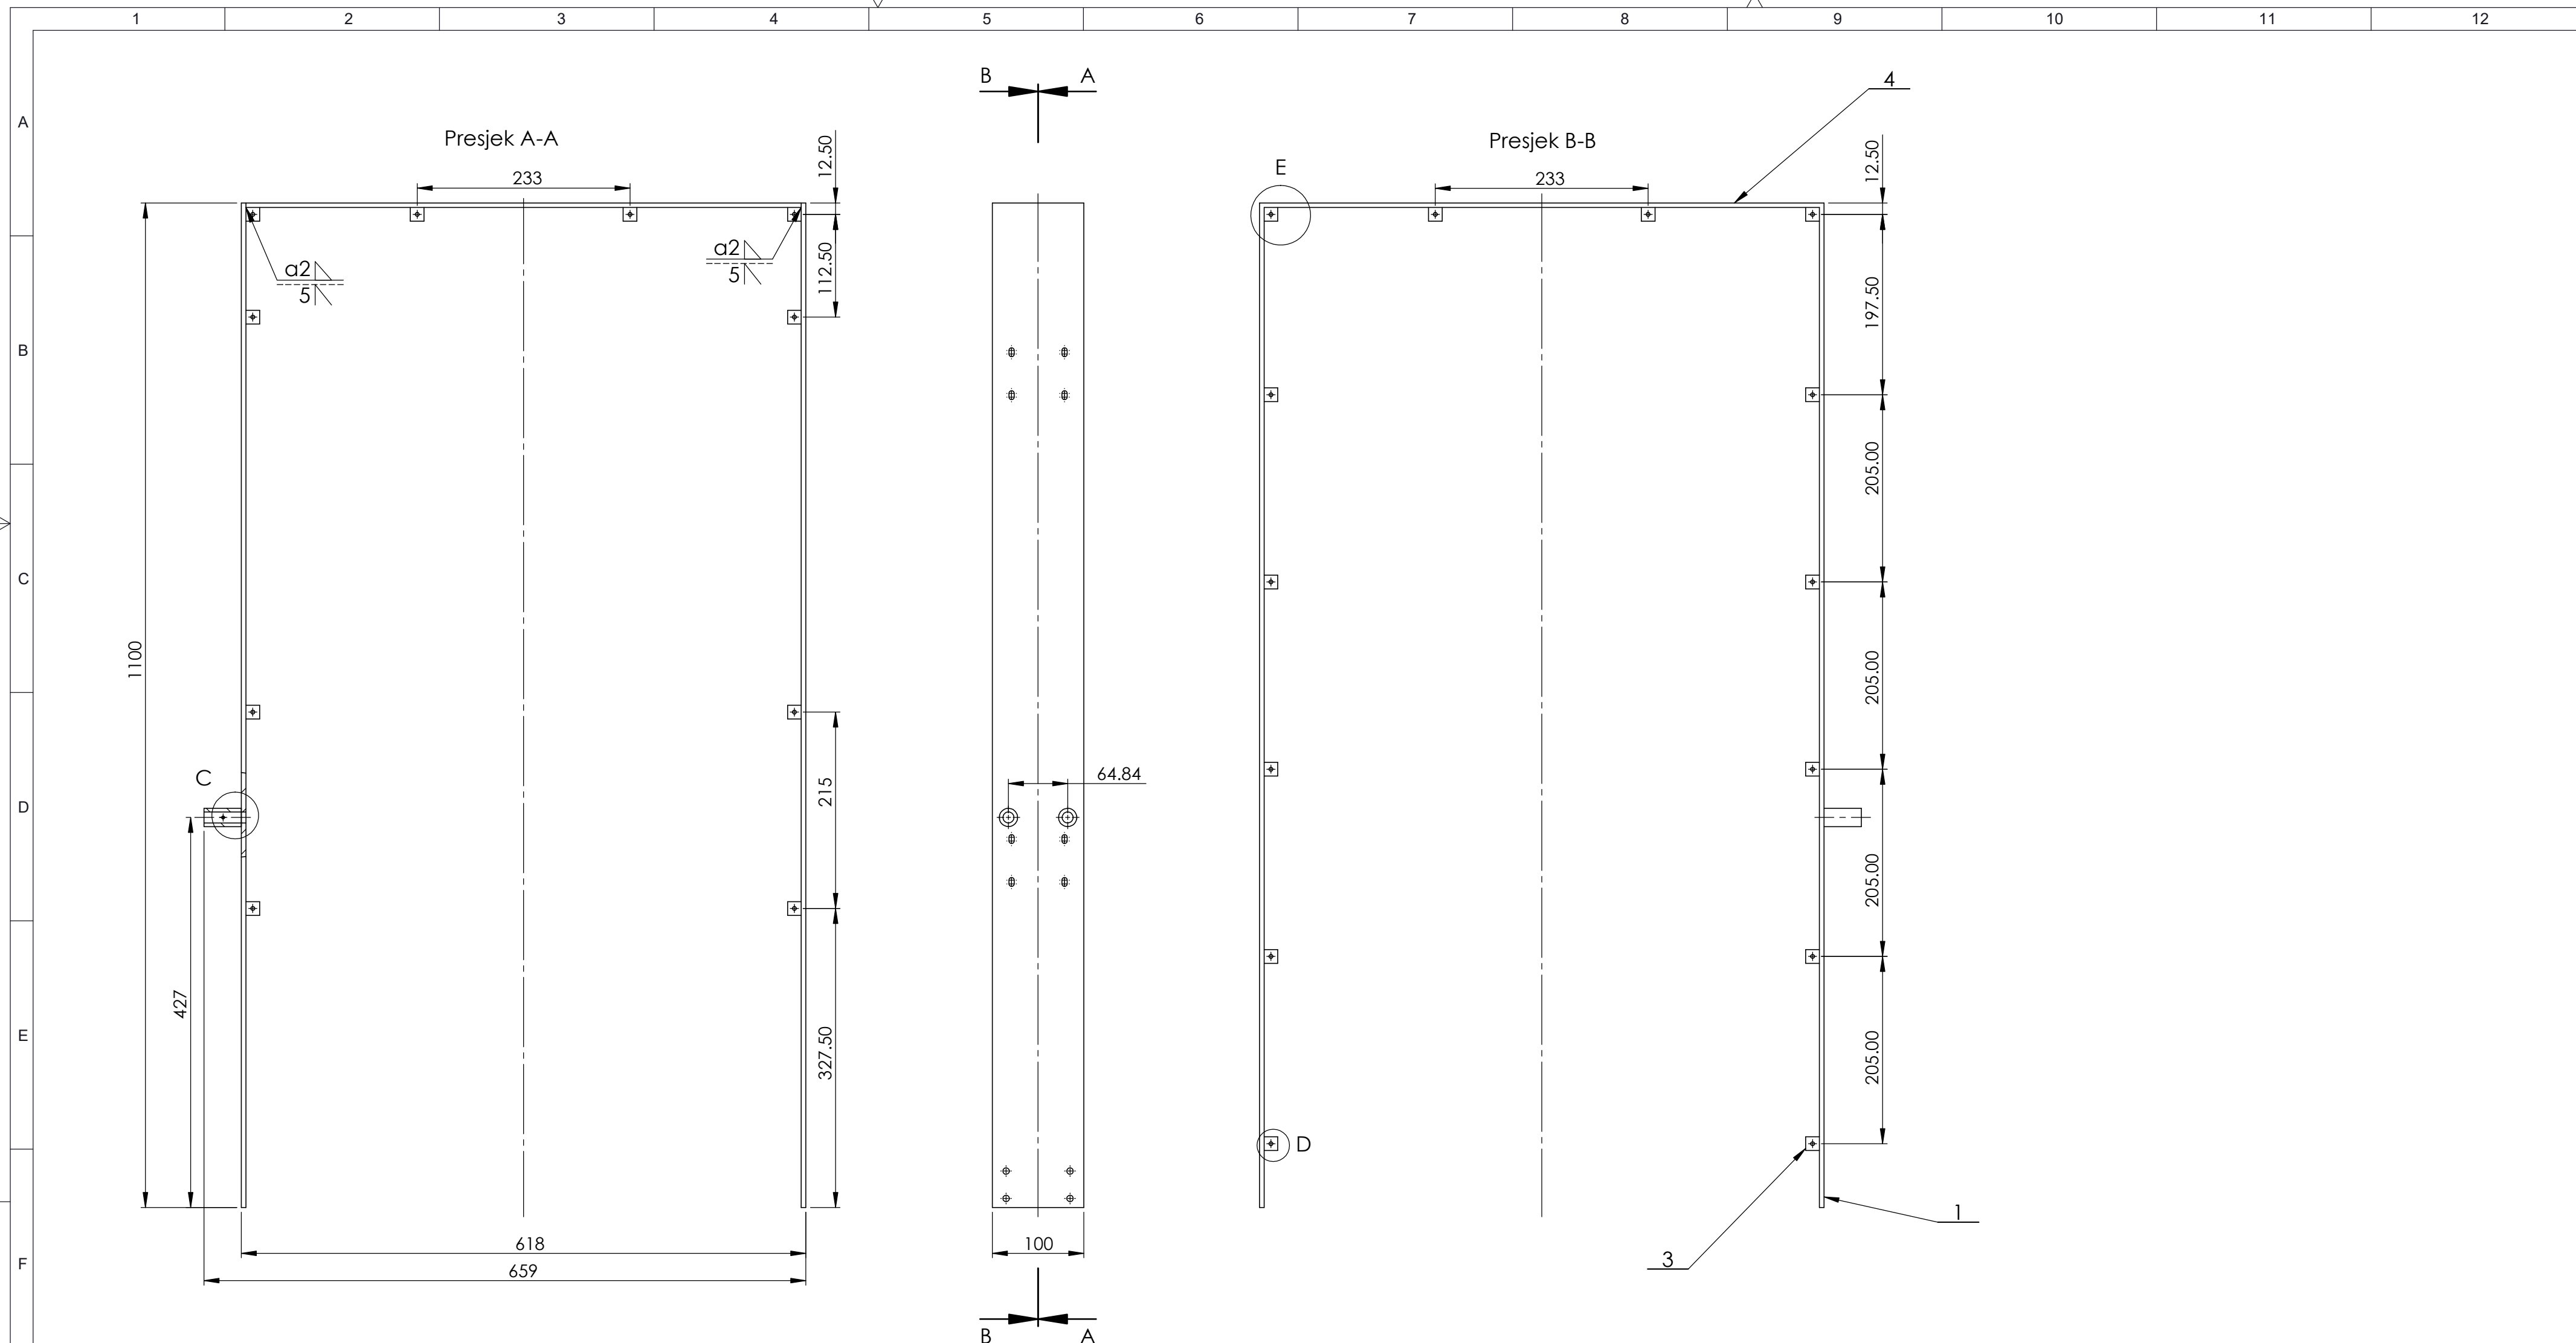 1 2 3 4 5 6 7 8 9 10 11 12
A
B
C
D
E
F
Presjek A-A
233
12.50
112.50
a2
5
a2
5
1100
C
427
215
327.50
618
659
B A
64.84
100
B A
Presjek B-B
E
4
233
12.50
197.50
205.00
205.00
205.00
205.00
D
3
1